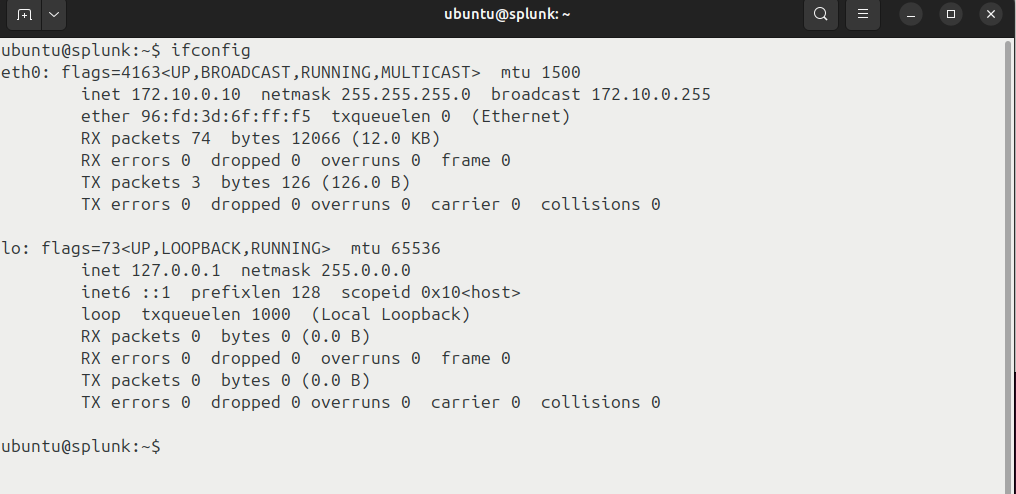 ubuntu@splunk: ~
ubuntu@splunk:~$ ifconfig
eth0: flags=4163<UP,BROADCAST,RUNNING,MULTICAST>  mtu 1500
        inet 172.10.0.10  netmask 255.255.255.0  broadcast 172.10.0.255
        ether 96:fd:3d:6f:ff:f5  txqueuelen 0  (Ethernet)
        RX packets 74  bytes 12066 (12.0 KB)
        RX errors 0  dropped 0  overruns 0  frame 0
        TX packets 3  bytes 126 (126.0 B)
        TX errors 0  dropped 0 overruns 0  carrier 0  collisions 0

lo: flags=73<UP,LOOPBACK,RUNNING>  mtu 65536
        inet 127.0.0.1  netmask 255.0.0.0
        inet6 ::1  prefixlen 128  scopeid 0x10<host>
        loop  txqueuelen 1000  (Local Loopback)
        RX packets 0  bytes 0 (0.0 B)
        RX errors 0  dropped 0  overruns 0  frame 0
        TX packets 0  bytes 0 (0.0 B)
        TX errors 0  dropped 0 overruns 0  carrier 0  collisions 0

ubuntu@splunk:~$